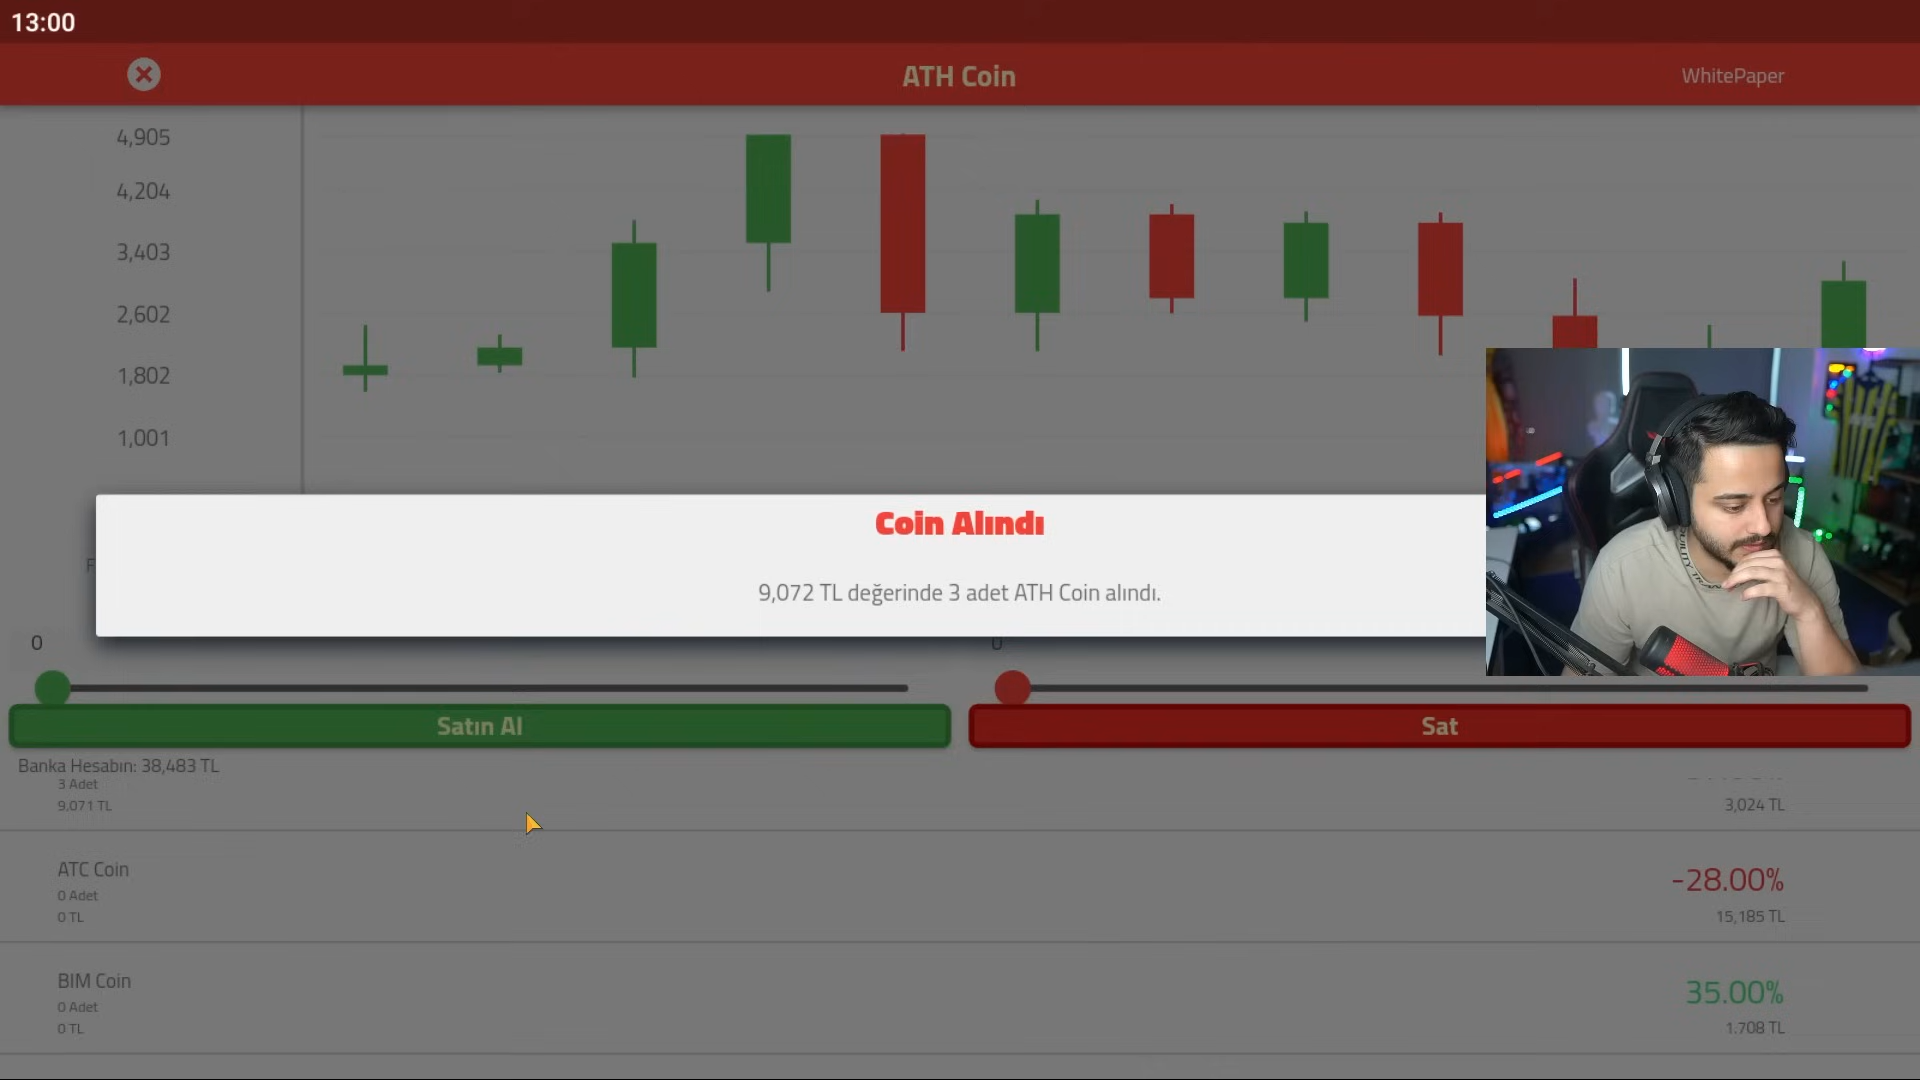 13:00
ATH Coin
WhitePaper
4,905
4,204
3,403
2,602
1,802
1,001
Coin Alındı
9,072 TL değerinde 3 adet ATH Coin alındı.
0
0
Satın Al
Sat
Banka Hesabın: 38,483 TL
3 Adet
9,071 TL
3,024 TL
ATC Coin
0 Adet
0 TL
-28.00%
15,185 TL
BIM Coin
0 Adet
0 TL
35.00%
1.708 TL